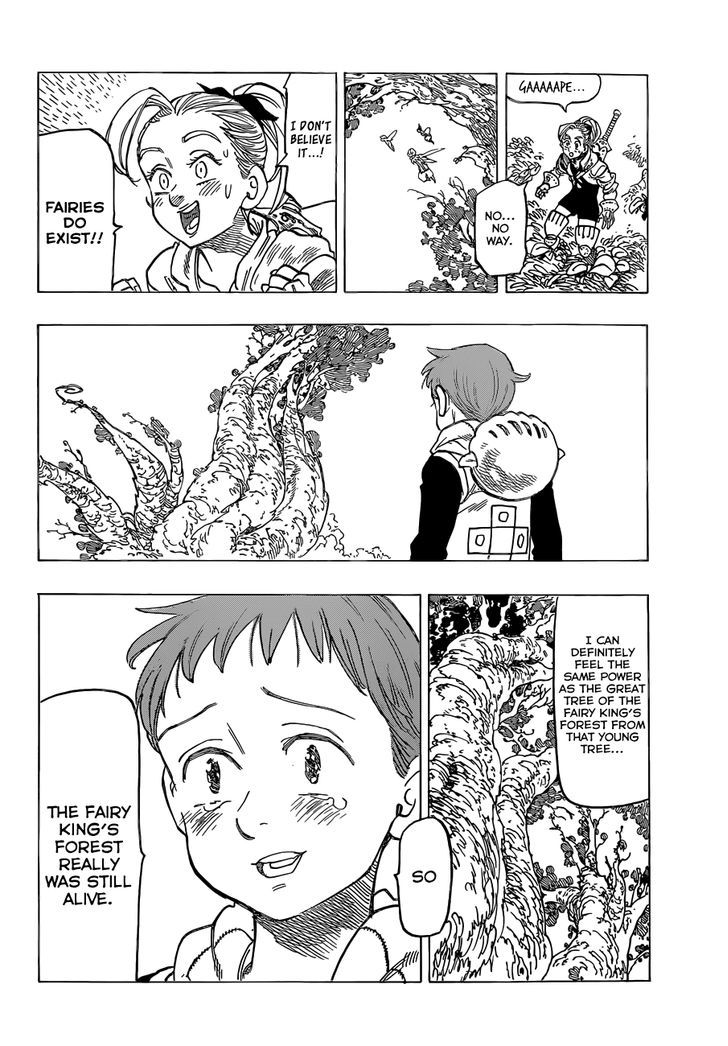 GAAAAAPE...
NO...
NO
WAY.
I DON'T
BELIEVE
IT...!
FAIRIES
DO
EXIST!!
I CAN
DEFINITELY
FEEL THE
SAME POWER
AS THE GREAT
TREE OF THE
FAIRY KING'S
FOREST FROM
THAT YOUNG
TREE...
SO
THE FAIRY
KING'S
FOREST
REALLY
WAS STILL
ALIVE.